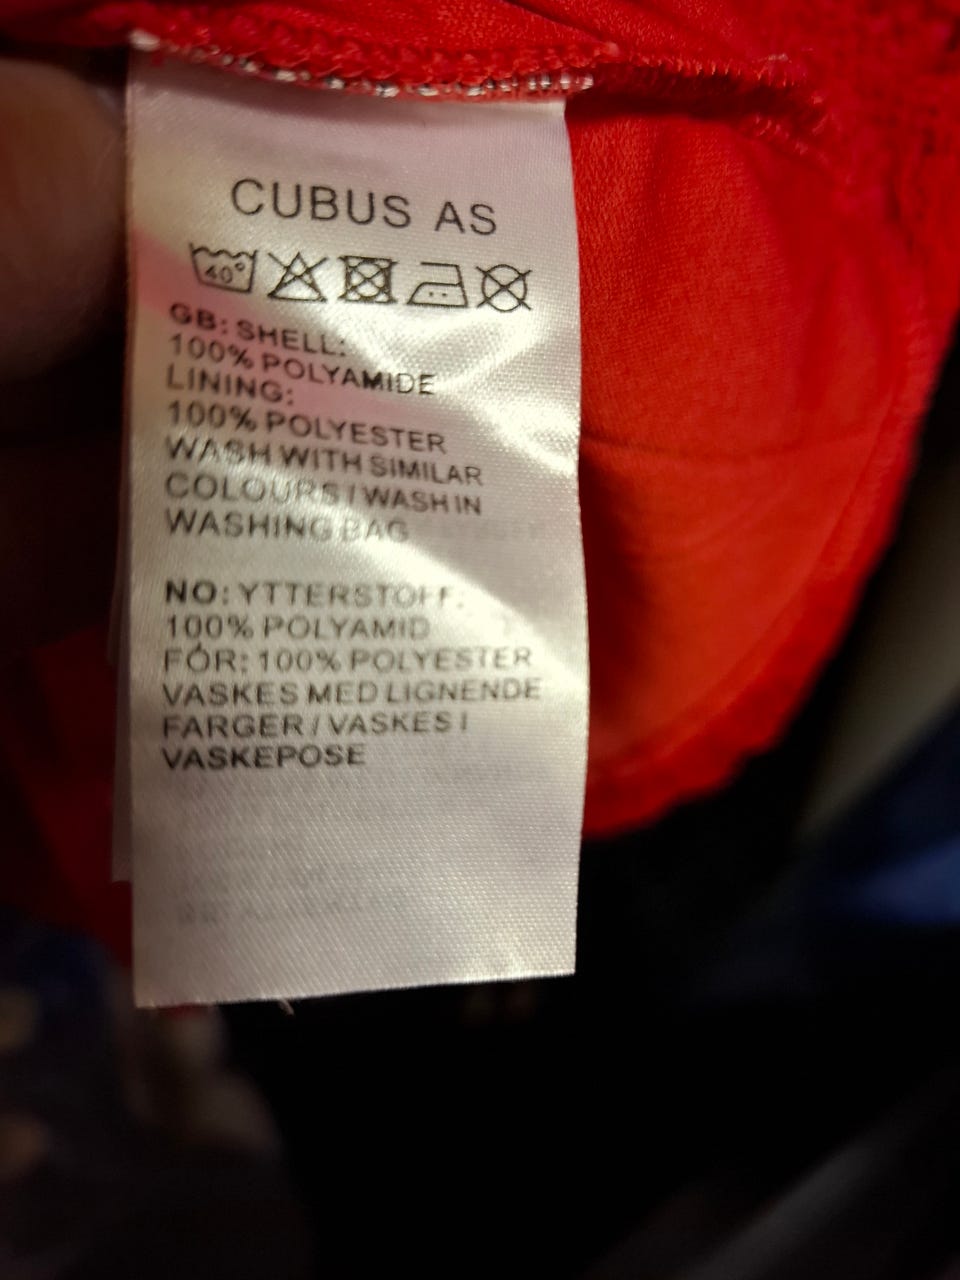 CUBUS AS
40°
GB: SHELL:
100% POLYAMIDE
LINING:
100% POLYESTER
WASH WITH SIMILAR
COLOURS / WASH IN
WASHING BAG
NO: YTTERSTOFF:
100% POLYAMID
FÓR: 100% POLYESTER
VASKES MED LIGNENDE
FARGER / VASKES I
VASKEPOSE